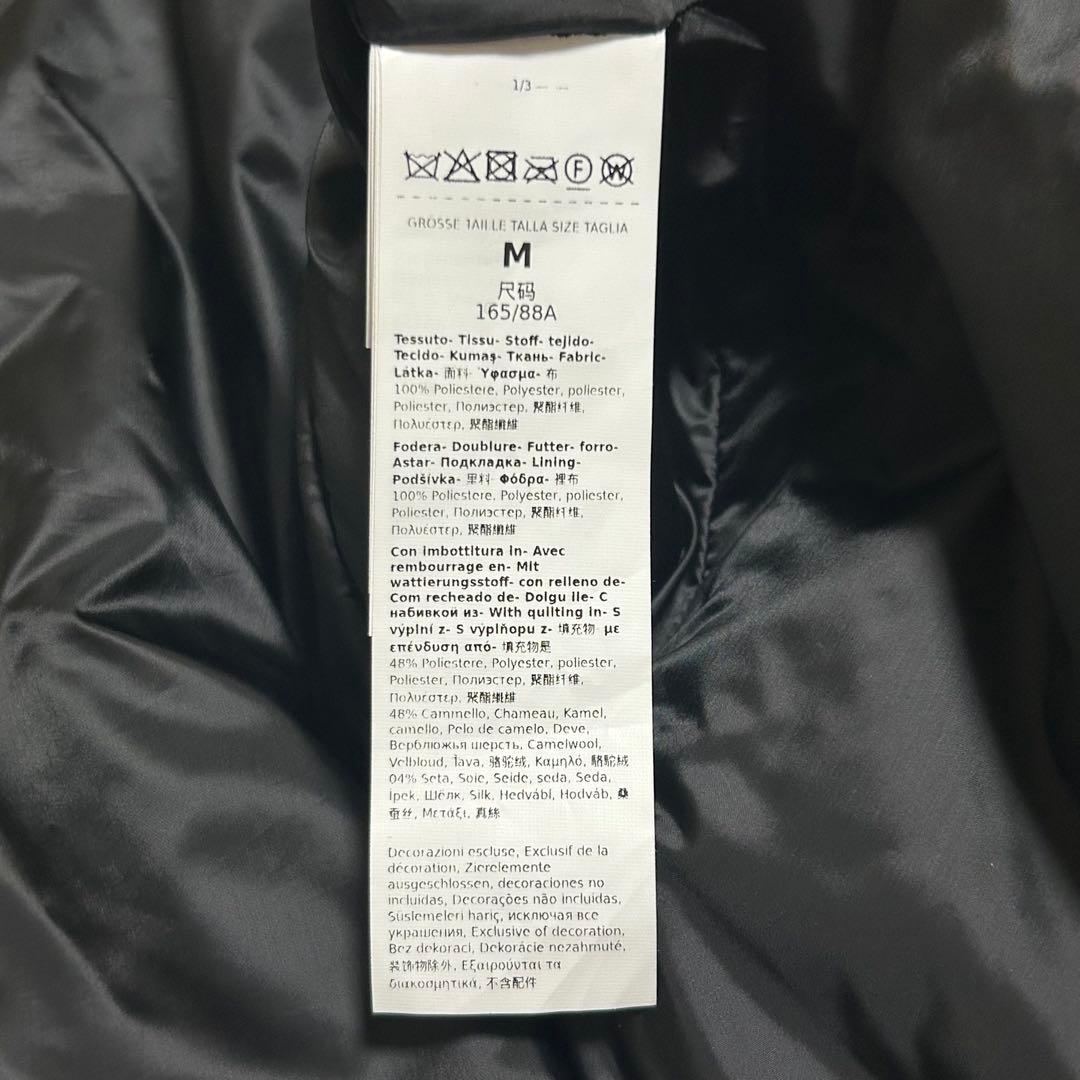 1/3
F W
GRÖSSE TAILLE TALLA SIZE TAGLIA
M
尺码
165/88A
Tessuto- Tissu- Stoff- tejido-
Tecido- Kumaş- Ткань- Fabric-
Látka- 面料- Ύφασμα- 布
100% Poliestere, Polyester, poliester,
Poliester, Полиэстер, 聚酯纤维,
Πολυέστερ, 聚酯纖維
Fodera- Doublure- Futter- forro-
Astar- Подкладка- Lining-
Podšívka- 里料- Φόδρα- 裡布
100% Poliestere, Polyester, poliester,
Poliester, Полиэстер, 聚酯纤维,
Πολυέστερ, 聚酯纖維
Con imbottitura in- Avec
rembourrage en- Mit
wattierungsstoff- con relleno de-
Com recheado de- Dolgu ile- С
набивкой из- With quilting in- S
výplní z- S výplňopu z- 填充物- με
επένδυση από- 填充物是
48% Poliestere, Polyester, poliester,
Poliester, Полиэстер, 聚酯纤维,
Πολυέστερ, 聚酯纖維
48% Cammello, Chameau, Kamel,
camello, Pelo de camelo, Deve,
Верблюжья шерсть, Camelwool,
Velbloud, Ťava, 骆驼绒, Καμηλό, 駱駝絨
04% Seta, Soie, Seide, seda, Seda,
İpek, Шёлк, Silk, Hedvábí, Hodváb, 桑
蚕丝, Μετάξι, 真絲
Decorazioni escluse, Exclusif de la
décoration, Zierelemente
ausgeschlossen, decoraciones no
incluidas, Decorações não incluidas,
Süslemeleri hariç, исключая все
украшения, Exclusive of decoration,
Bez dekoraci, Dekorácie nezahrnuté,
装饰物除外, Εξαιρούνται τα
διακοσμητικά, 不含配件